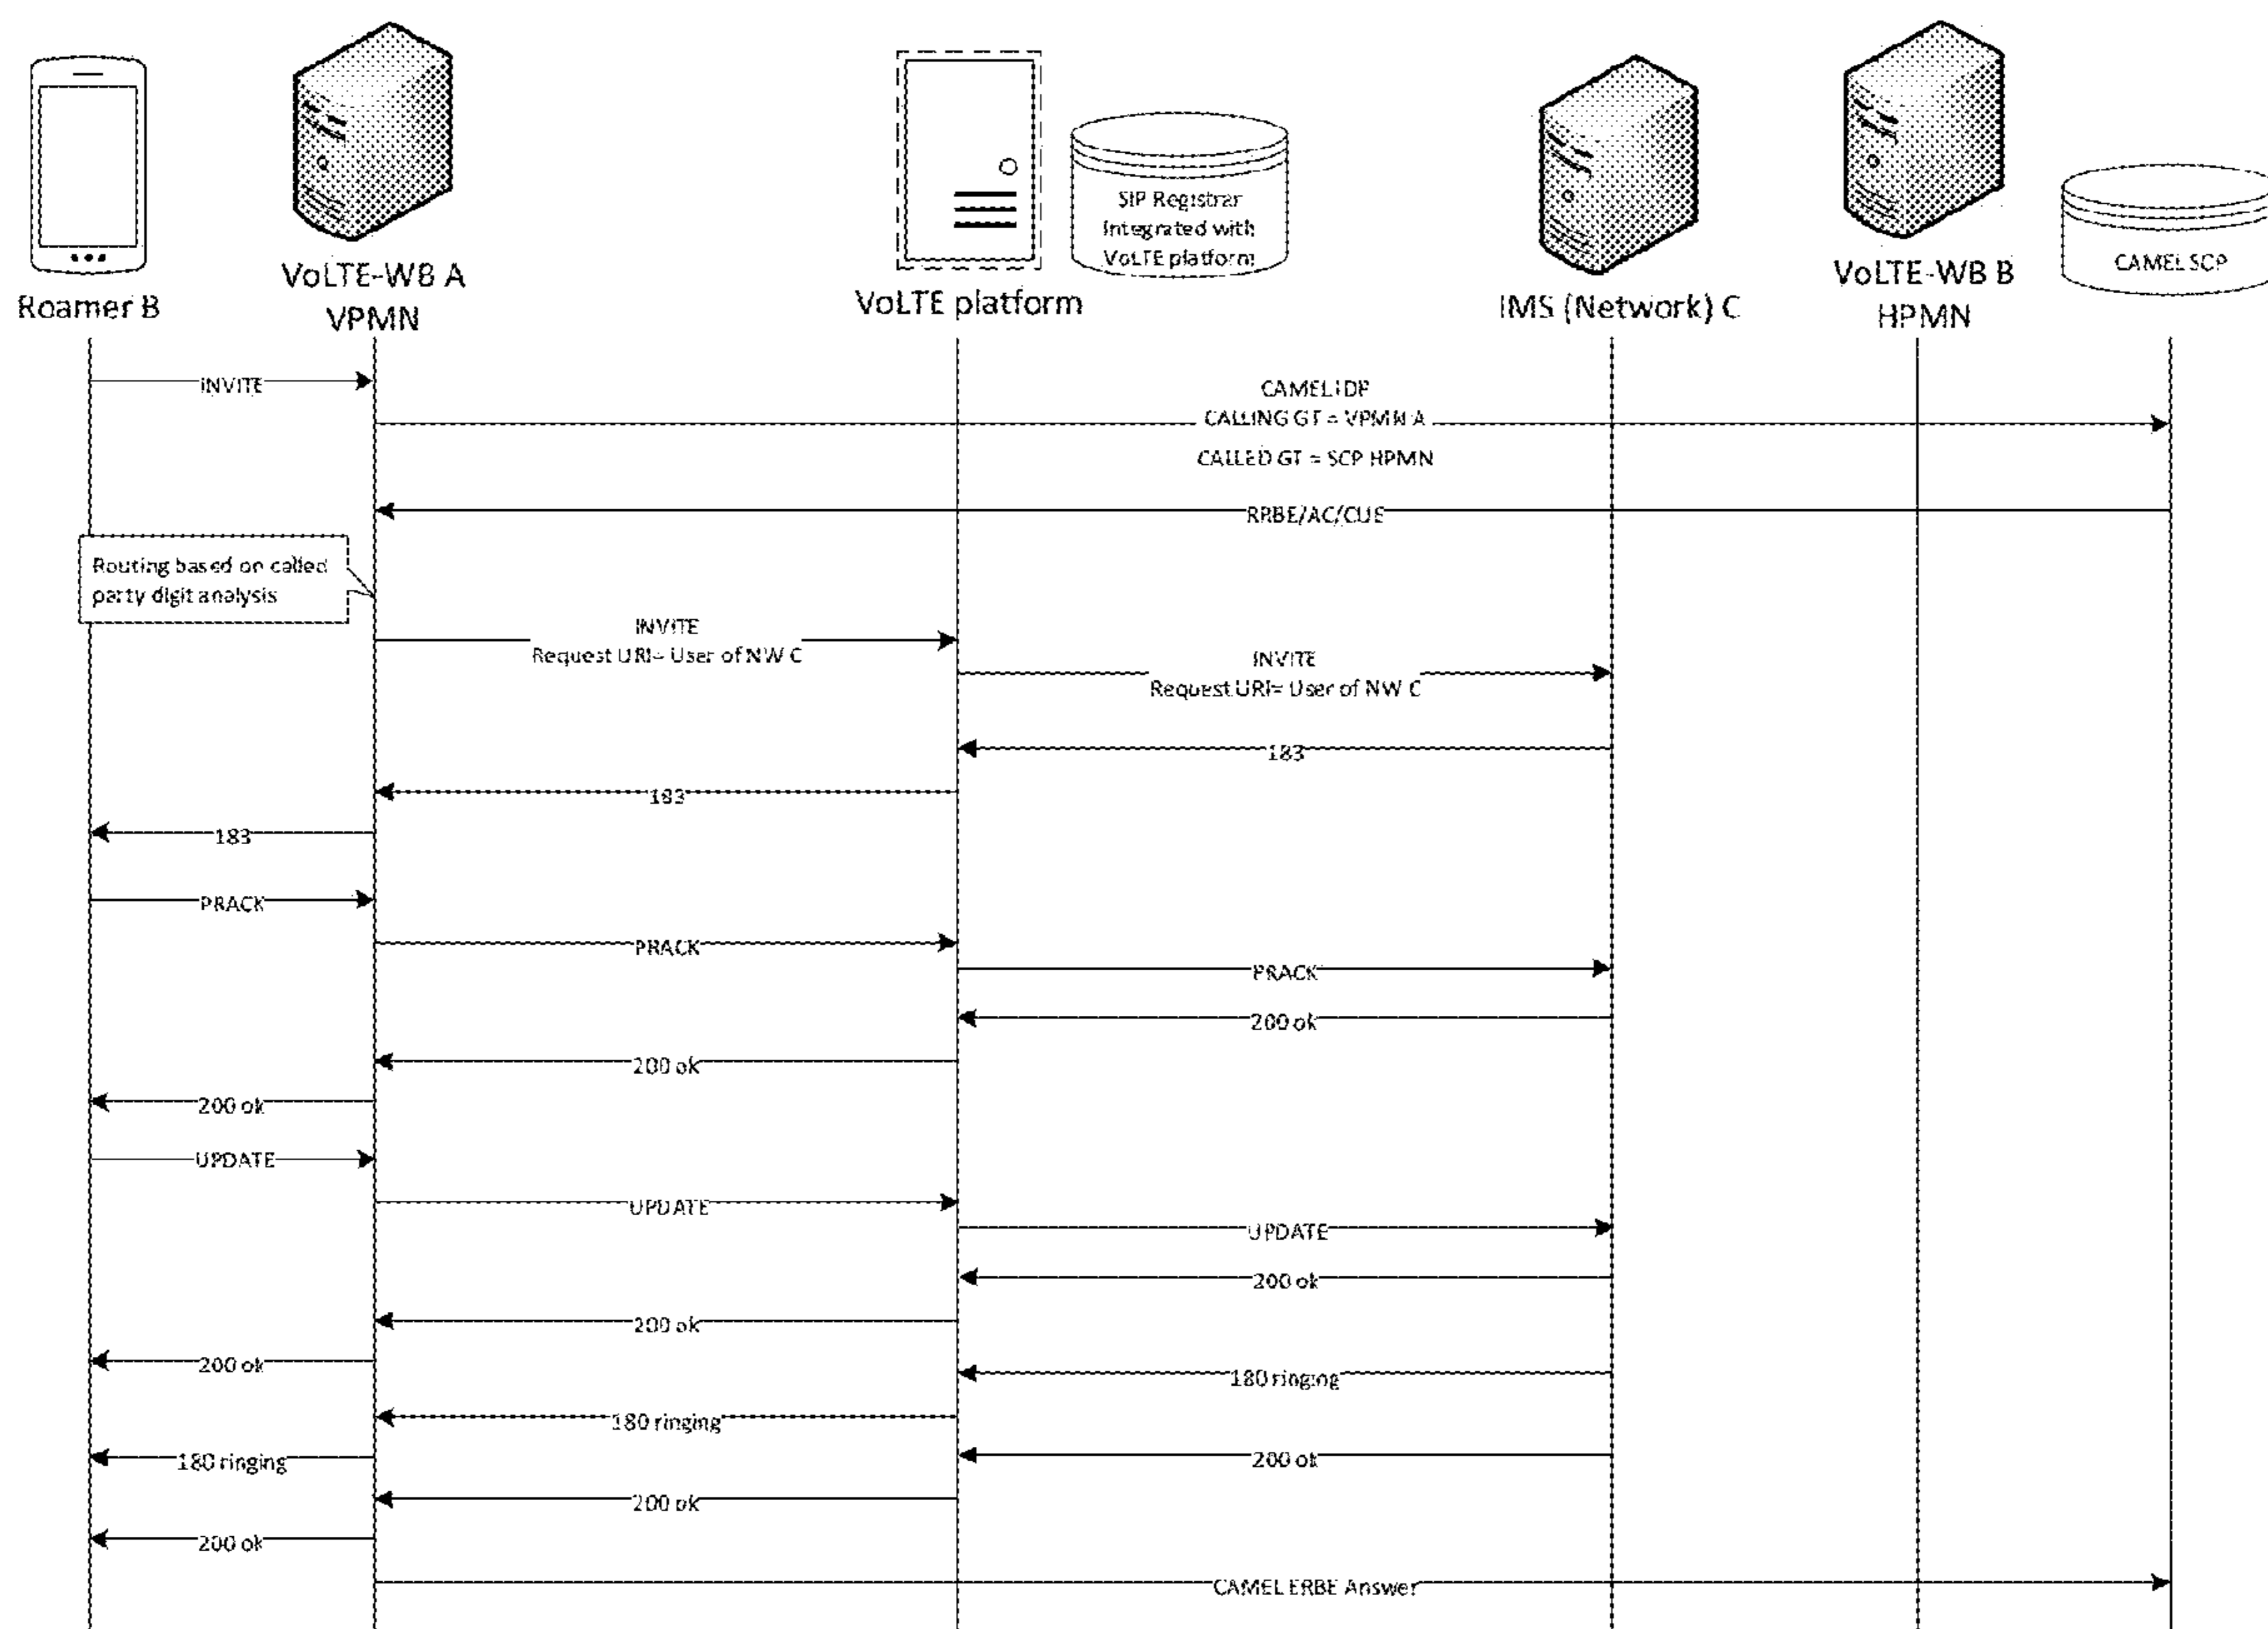 SIP Registrar
integrated with
VoLTE platform
CAMEL SCP
Roamer B
VoLTE-WB A
VPMN
VoLTE platform
IMS (Network) C
VoLTE-WB B
HPMN
INVITE
CAMEL IDP
CALLING GT = VPMN A
CALLED GT = SCP HPMN
RRBE/AC/CUE
Routing based on called
party digit analysis
INVITE
Request URI= User of NW C
INVITE
Request URI= User of NW C
183
183
183
PRACK
PRACK
PRACK
200 ok
200 ok
200 ok
UPDATE
UPDATE
UPDATE
200 ok
200 ok
200 ok
180 ringing
180 ringing
180 ringing
200 ok
200 ok
200 ok
CAMEL ERBE Answer